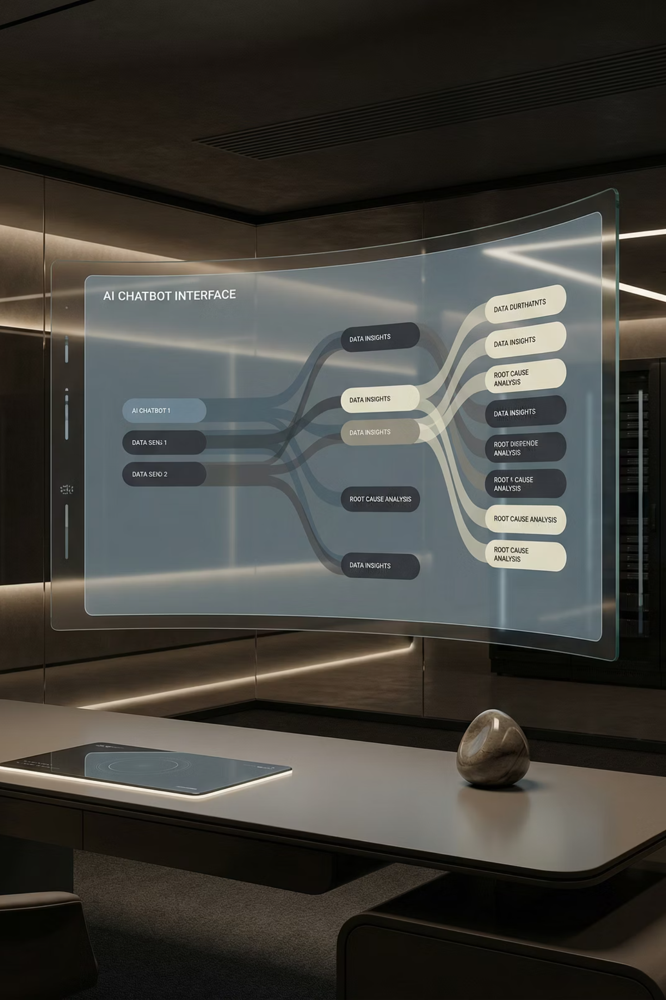 AI CHATBOT INTERFACE
AI CHATBOT 1
DATA SENS 1
DATA SEND 2
DATA INSIGHTS
DATA INSIGHTS
DATA INSIGHTS
ROOT CAUSE ANALYSIS
DATA INSIGHTS
DATA DURTHATNTS
DATA INSIGHTS
ROOT CAUSE
ANALYSIS
DATA INSIGHTS
ROOT DISPENOE
ANALYSIS
ROOT & CAUSE
ANALYSIS
ROOT CAUSE ANALYSIS
ROOT CAUSE
ANALYSIS